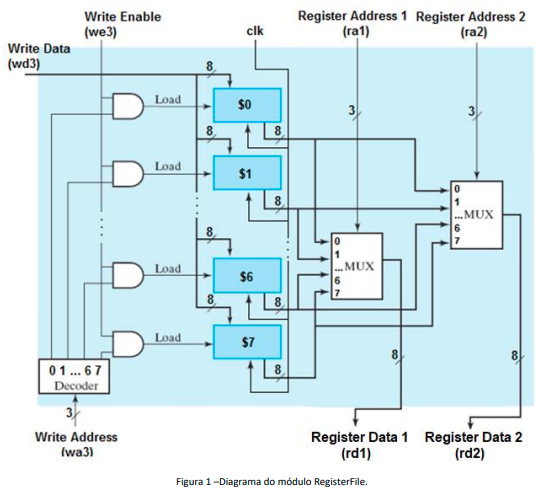 Write Enable
(we3)
clk
Register Address 1
(ra1)
Register Address 2
(ra2)
Write Data
(wd3)
8
Load
$0
8
3
3
8
Load
$1
8
0
1
...MUX
6
7
0
1
...MUX
6
7
8
Load
$6
8
8
Load
$7
8
8
8
0 1 ... 6 7
Decoder
3
Write Address
(wa3)
Register Data 1
(rd1)
Register Data 2
(rd2)
Figura 1 –Diagrama do módulo RegisterFile.